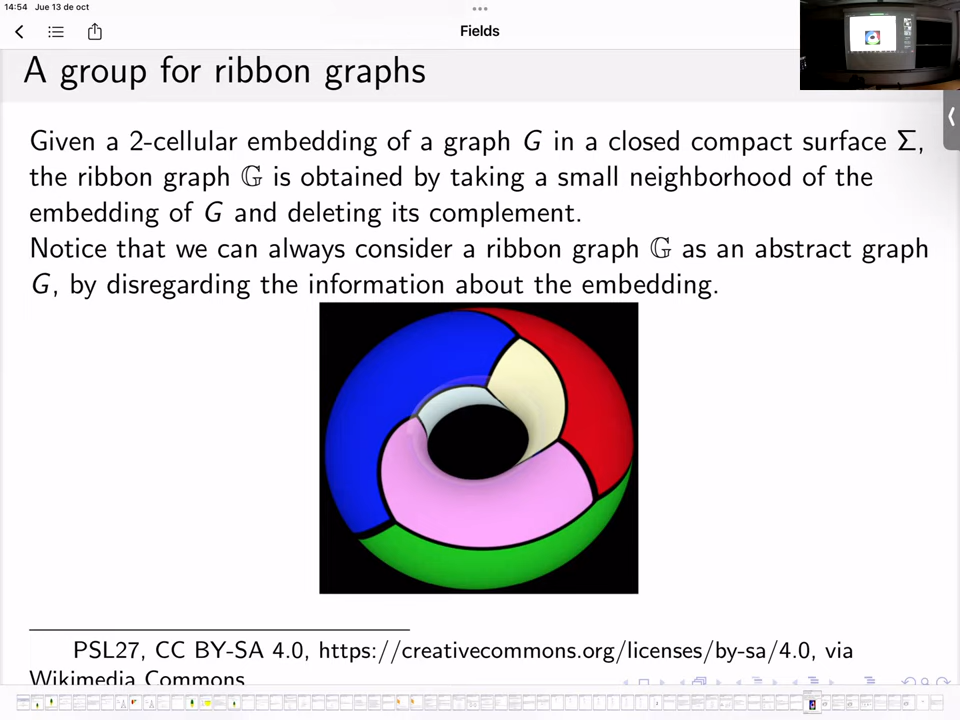 14:54 Jue 13 de oct
Fields
A group for ribbon graphs
Given a 2-cellular embedding of a graph G in a closed compact surface Σ,
the ribbon graph 𝔾 is obtained by taking a small neighborhood of the
embedding of G and deleting its complement.
Notice that we can always consider a ribbon graph 𝔾 as an abstract graph
G, by disregarding the information about the embedding.
PSL27, CC BY-SA 4.0, https://creativecommons.org/licenses/by-sa/4.0, via
Wikimedia Commons